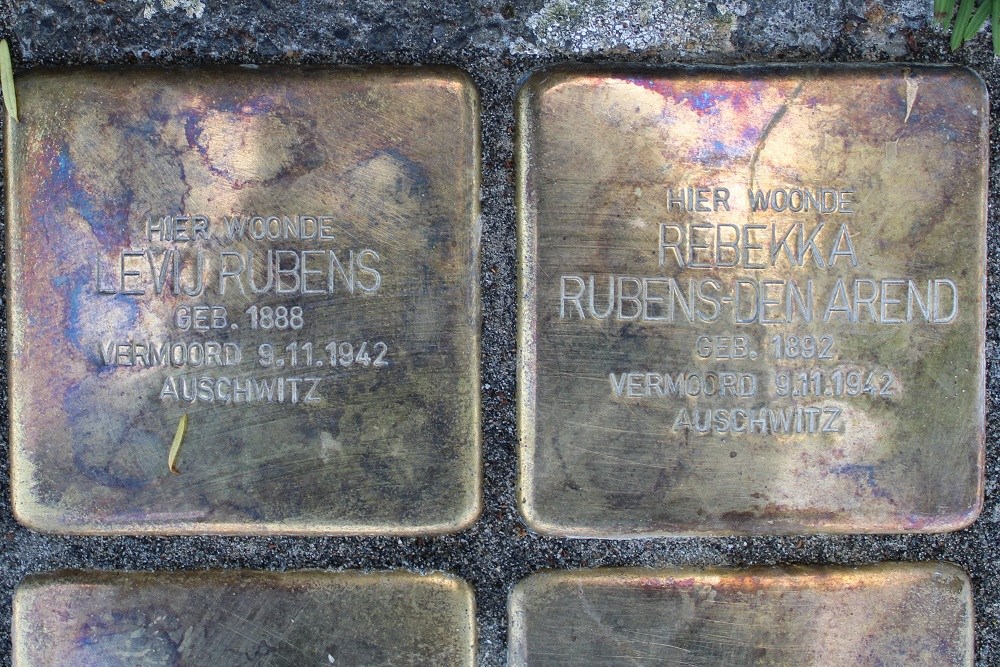 HIER WOONDE
LEVIJ RUBENS
GEB. 1888
VERMOORD 9.11.1942
AUSCHWITZ
HIER WOONDE
REBEKKA
RUBENS-DEN AREND
GEB. 1892
VERMOORD 9.11.1942
AUSCHWITZ